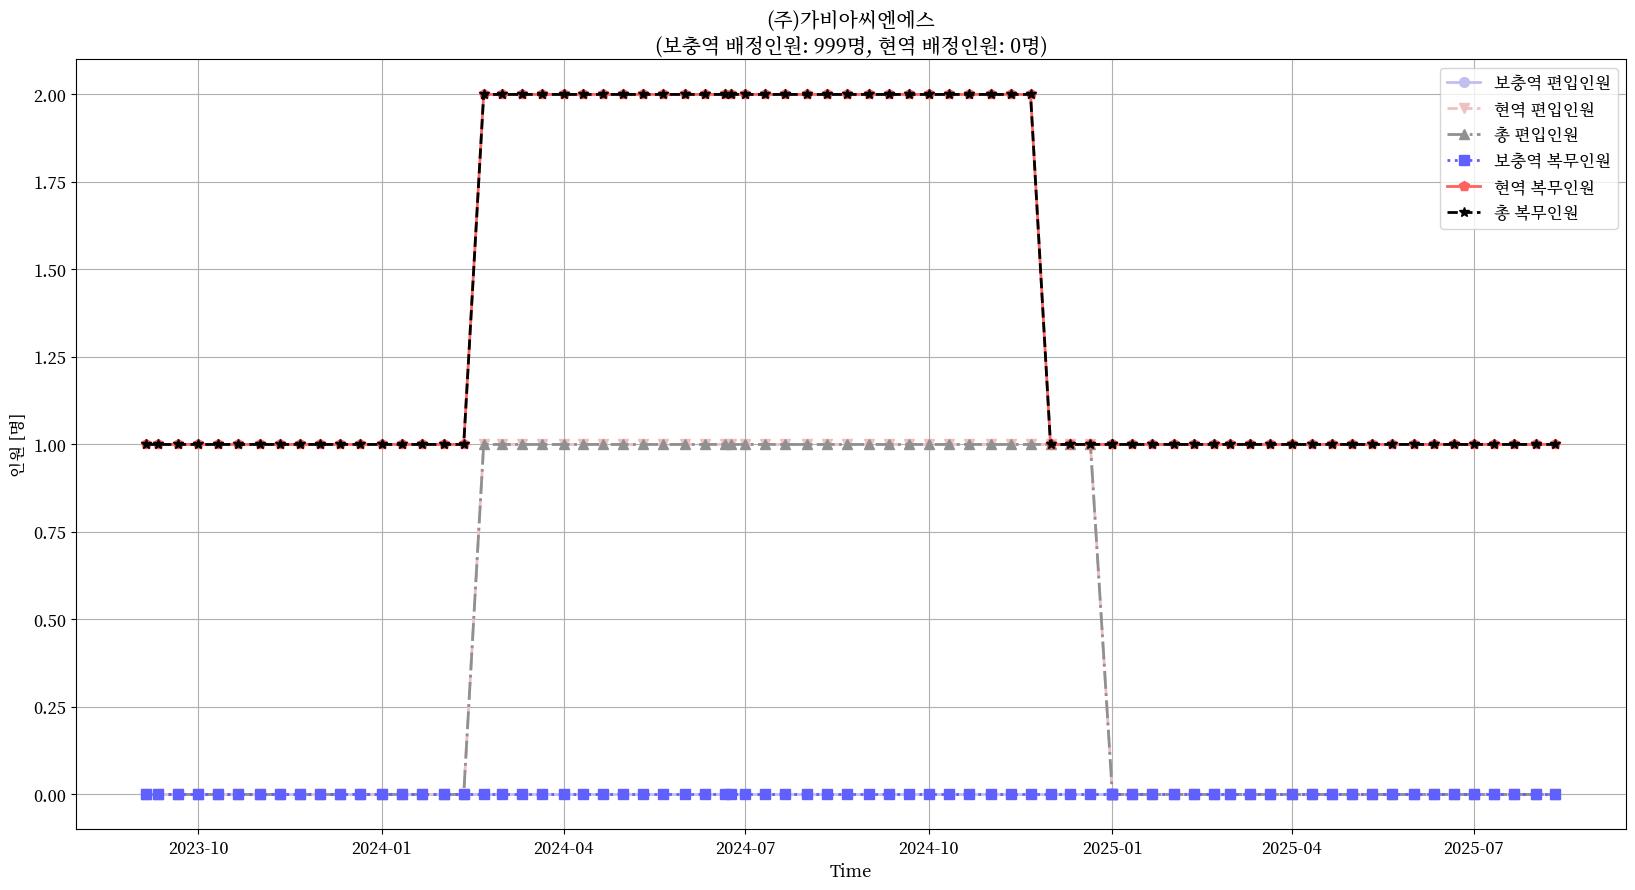 (주)가비아씨엔에스
(보충역 배정인원: 999명, 현역 배정인원: 0명)
보충역 편입인원
현역 편입인원
총 편입인원
보충역 복무인원
현역 복무인원
총 복무인원
인원 [명]
2.00
1.75
1.50
1.25
1.00
0.75
0.50
0.25
0.00
2023-10
2024-01
2024-04
2024-07
2024-10
2025-01
2025-04
2025-07
Time